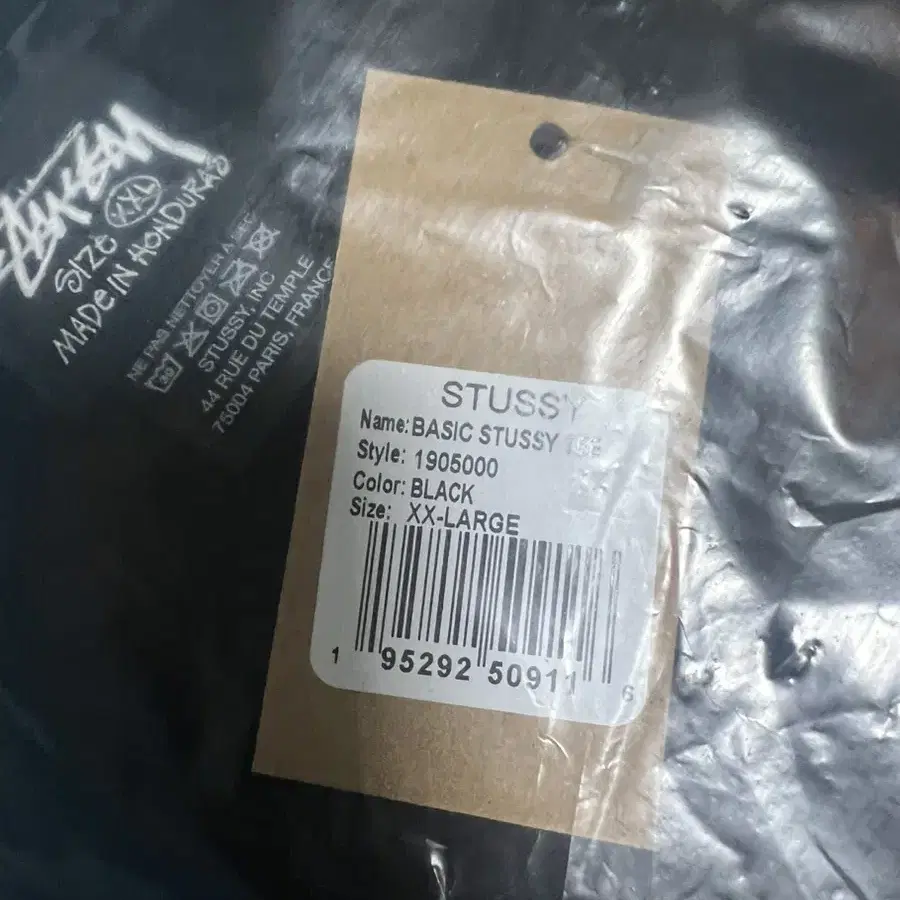 STUSSY
SIZE XXL
MADE IN HONDURAS
NE PAS NETTOYER À SEC
30
STUSSY, INC
44 RUE DU TEMPLE
75004 PARIS, FRANCE
STUSSY
Name: BASIC STUSSY TEE
Style: 1905000
Color: BLACK
Size: XX-LARGE
1 95292 50911 6